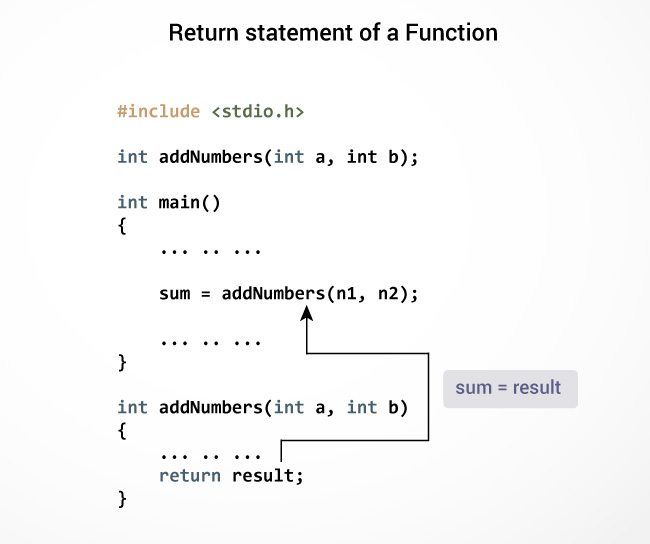 Return statement of a Function
#include <stdio.h>
int addNumbers(int a, int b);
int main()
{
... .. ...
sum = addNumbers(n1, n2);
... .. ...
}
sum = result
int addNumbers(int a, int b)
{
... .. ...
return result;
}